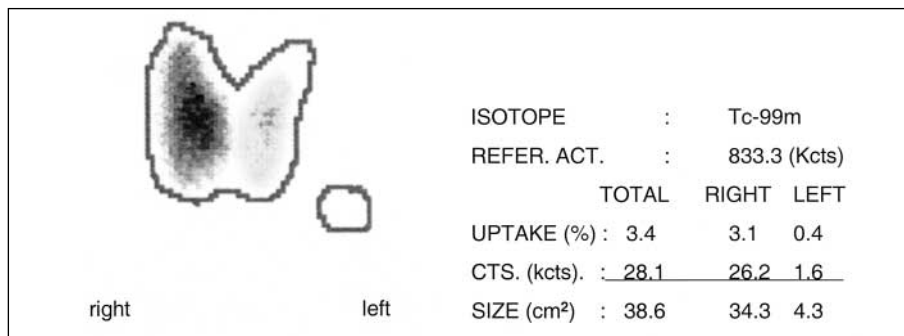 ISOTOPE : Tc-99m
REFER. ACT. : 833.3 (Kcts)
TOTAL RIGHT LEFT
UPTAKE (%) : 3.4 3.1 0.4
CTS. (kcts). : 28.1 26.2 1.6
SIZE (cm²) : 38.6 34.3 4.3
right left